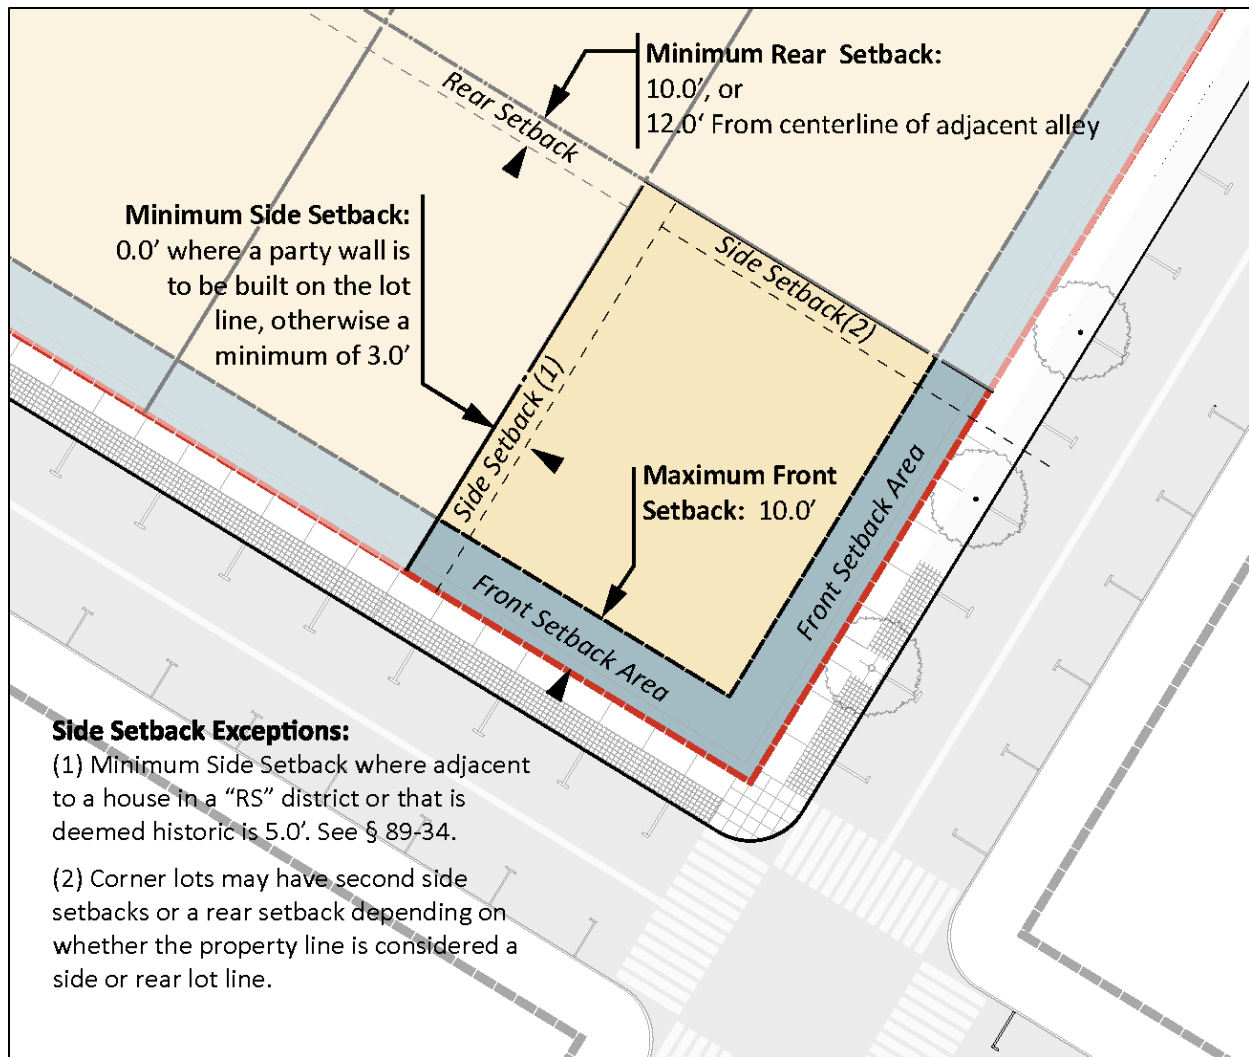 Minimum Rear Setback:
10.0', or
12.0' From centerline of adjacent alley
Rear Setback
Minimum Side Setback:
0.0' where a party wall is
to be built on the lot
line, otherwise a
minimum of 3.0'
Side Setback(2)
Side Setback (1)
Maximum Front
Setback: 10.0'
Front Setback Area
Front Setback Area
Side Setback Exceptions:
(1) Minimum Side Setback where adjacent
to a house in a “RS” district or that is
deemed historic is 5.0'. See § 89-34.
(2) Corner lots may have second side
setbacks or a rear setback depending on
whether the property line is considered a
side or rear lot line.